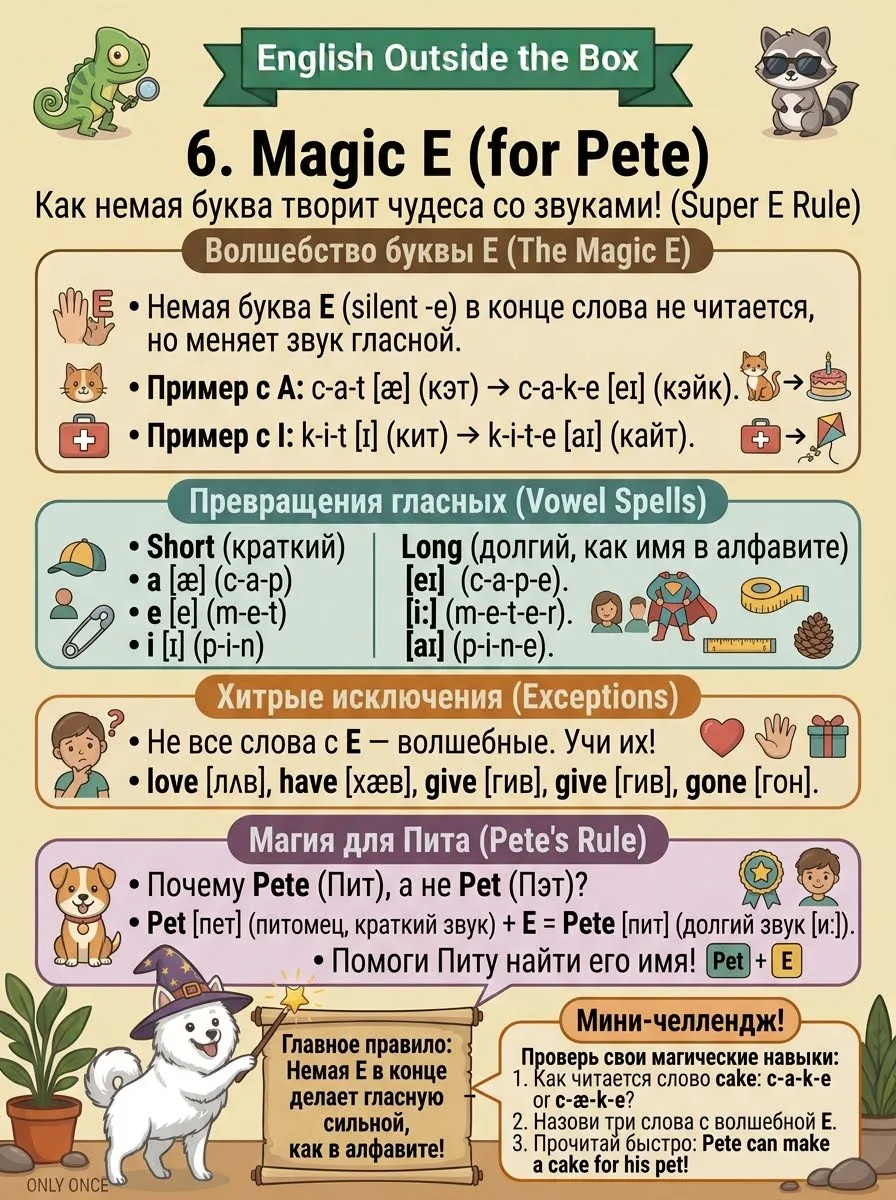 English Outside the Box
6. Magic E (for Pete)
Как немая буква творит чудеса со звуками! (Super E Rule)
Волшебство буквы E (The Magic E)
E
• Немая буква E (silent -e) в конце слова не читается,
но меняет звук гласной.
• Пример с A: c-a-t [æ] (кэт) → c-a-k-e [eɪ] (кэйк).
• Пример с I: k-i-t [ɪ] (кит) → k-i-t-e [aɪ] (кайт).
Превращения гласных (Vowel Spells)
• Short (краткий) Long (долгий, как имя в алфавите)
• a [æ] (c-a-p) [eɪ] (c-a-p-e).
• e [e] (m-e-t) [i:] (m-e-t-e-r).
• i [ɪ] (p-i-n) [aɪ] (p-i-n-e).
Хитрые исключения (Exceptions)
• Не все слова с E — волшебные. Учи их!
• love [лʌв], have [хæв], give [гив], give [гив], gone [гон].
Магия для Пита (Pete's Rule)
• Почему Pete (Пит), а не Pet (Пэт)?
• Pet [пет] (питомец, краткий звук) + E = Pete [пит] (долгий звук [и:]).
• Помоги Питу найти его имя! Pet + E
Главное правило:
Немая E в конце
делает гласную
сильной,
как в алфавите!
Мини-челлендж!
Проверь свои магические навыки:
1. Как читается слово cake: c-a-k-e
or c-æ-k-e?
2. Назови три слова с волшебной E.
3. Прочитай быстро: Pete can make
a cake for his pet!
ONLY ONCE